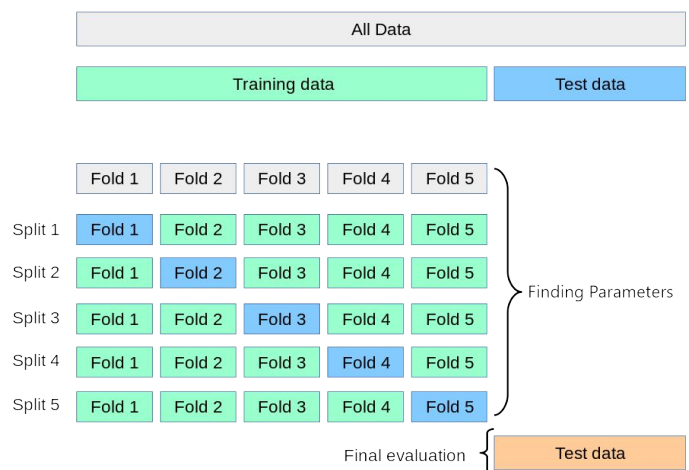 All Data
Training data Test data
Fold 1 Fold 2 Fold 3 Fold 4 Fold 5
Split 1 Fold 1 Fold 2 Fold 3 Fold 4 Fold 5
Split 2 Fold 1 Fold 2 Fold 3 Fold 4 Fold 5
Finding Parameters
Split 3 Fold 1 Fold 2 Fold 3 Fold 4 Fold 5
Split 4 Fold 1 Fold 2 Fold 3 Fold 4 Fold 5
Split 5 Fold 1 Fold 2 Fold 3 Fold 4 Fold 5
Final evaluation Test data